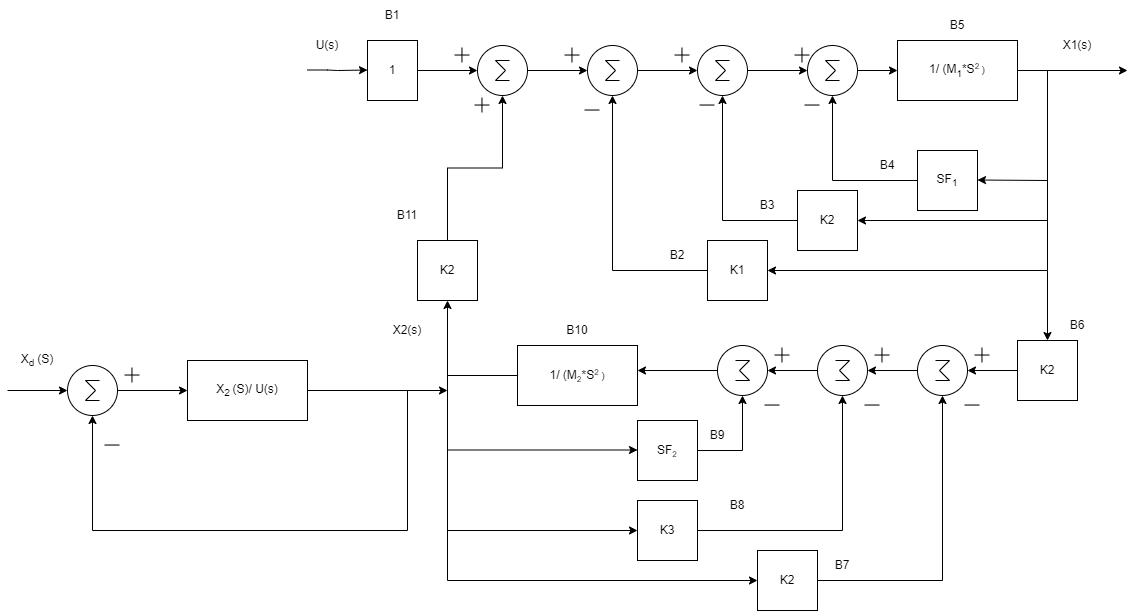 B1
U(s)
1
+
Σ
+
+
Σ
−
+
Σ
−
+
Σ
−
B5
1/ (M₁*S²)
X1(s)
B4
SF₁
B3
K2
B2
K1
B11
K2
X2(s)
B6
K2
B10
1/ (M₂*S²)
Σ
+
−
Σ
+
−
Σ
+
−
X_d (S)
Σ
+
−
X₂ (S)/ U(s)
SF₂
B9
K3
B8
K2
B7